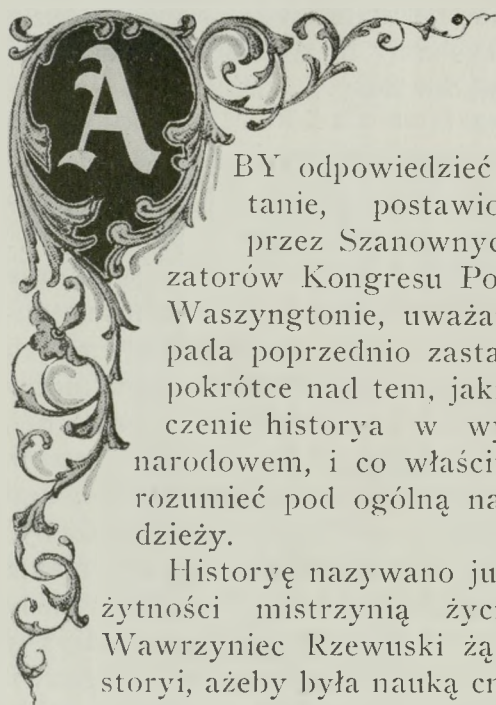 A
BY odpowiedzieć
tanie, postawio
przez Szanownyc
zatorów Kongresu Po
Waszyngtonie, uważa
pada poprzednio zasta
pokrótce nad tem, jak
czenie historya w wy
narodowem, i co właści
rozumieć pod ogólną na
dzieży.
Historyę nazywano ju
żytności mistrzynią życi
Wawrzyniec Rzewuski żą
storyi, ażeby była nauką cn